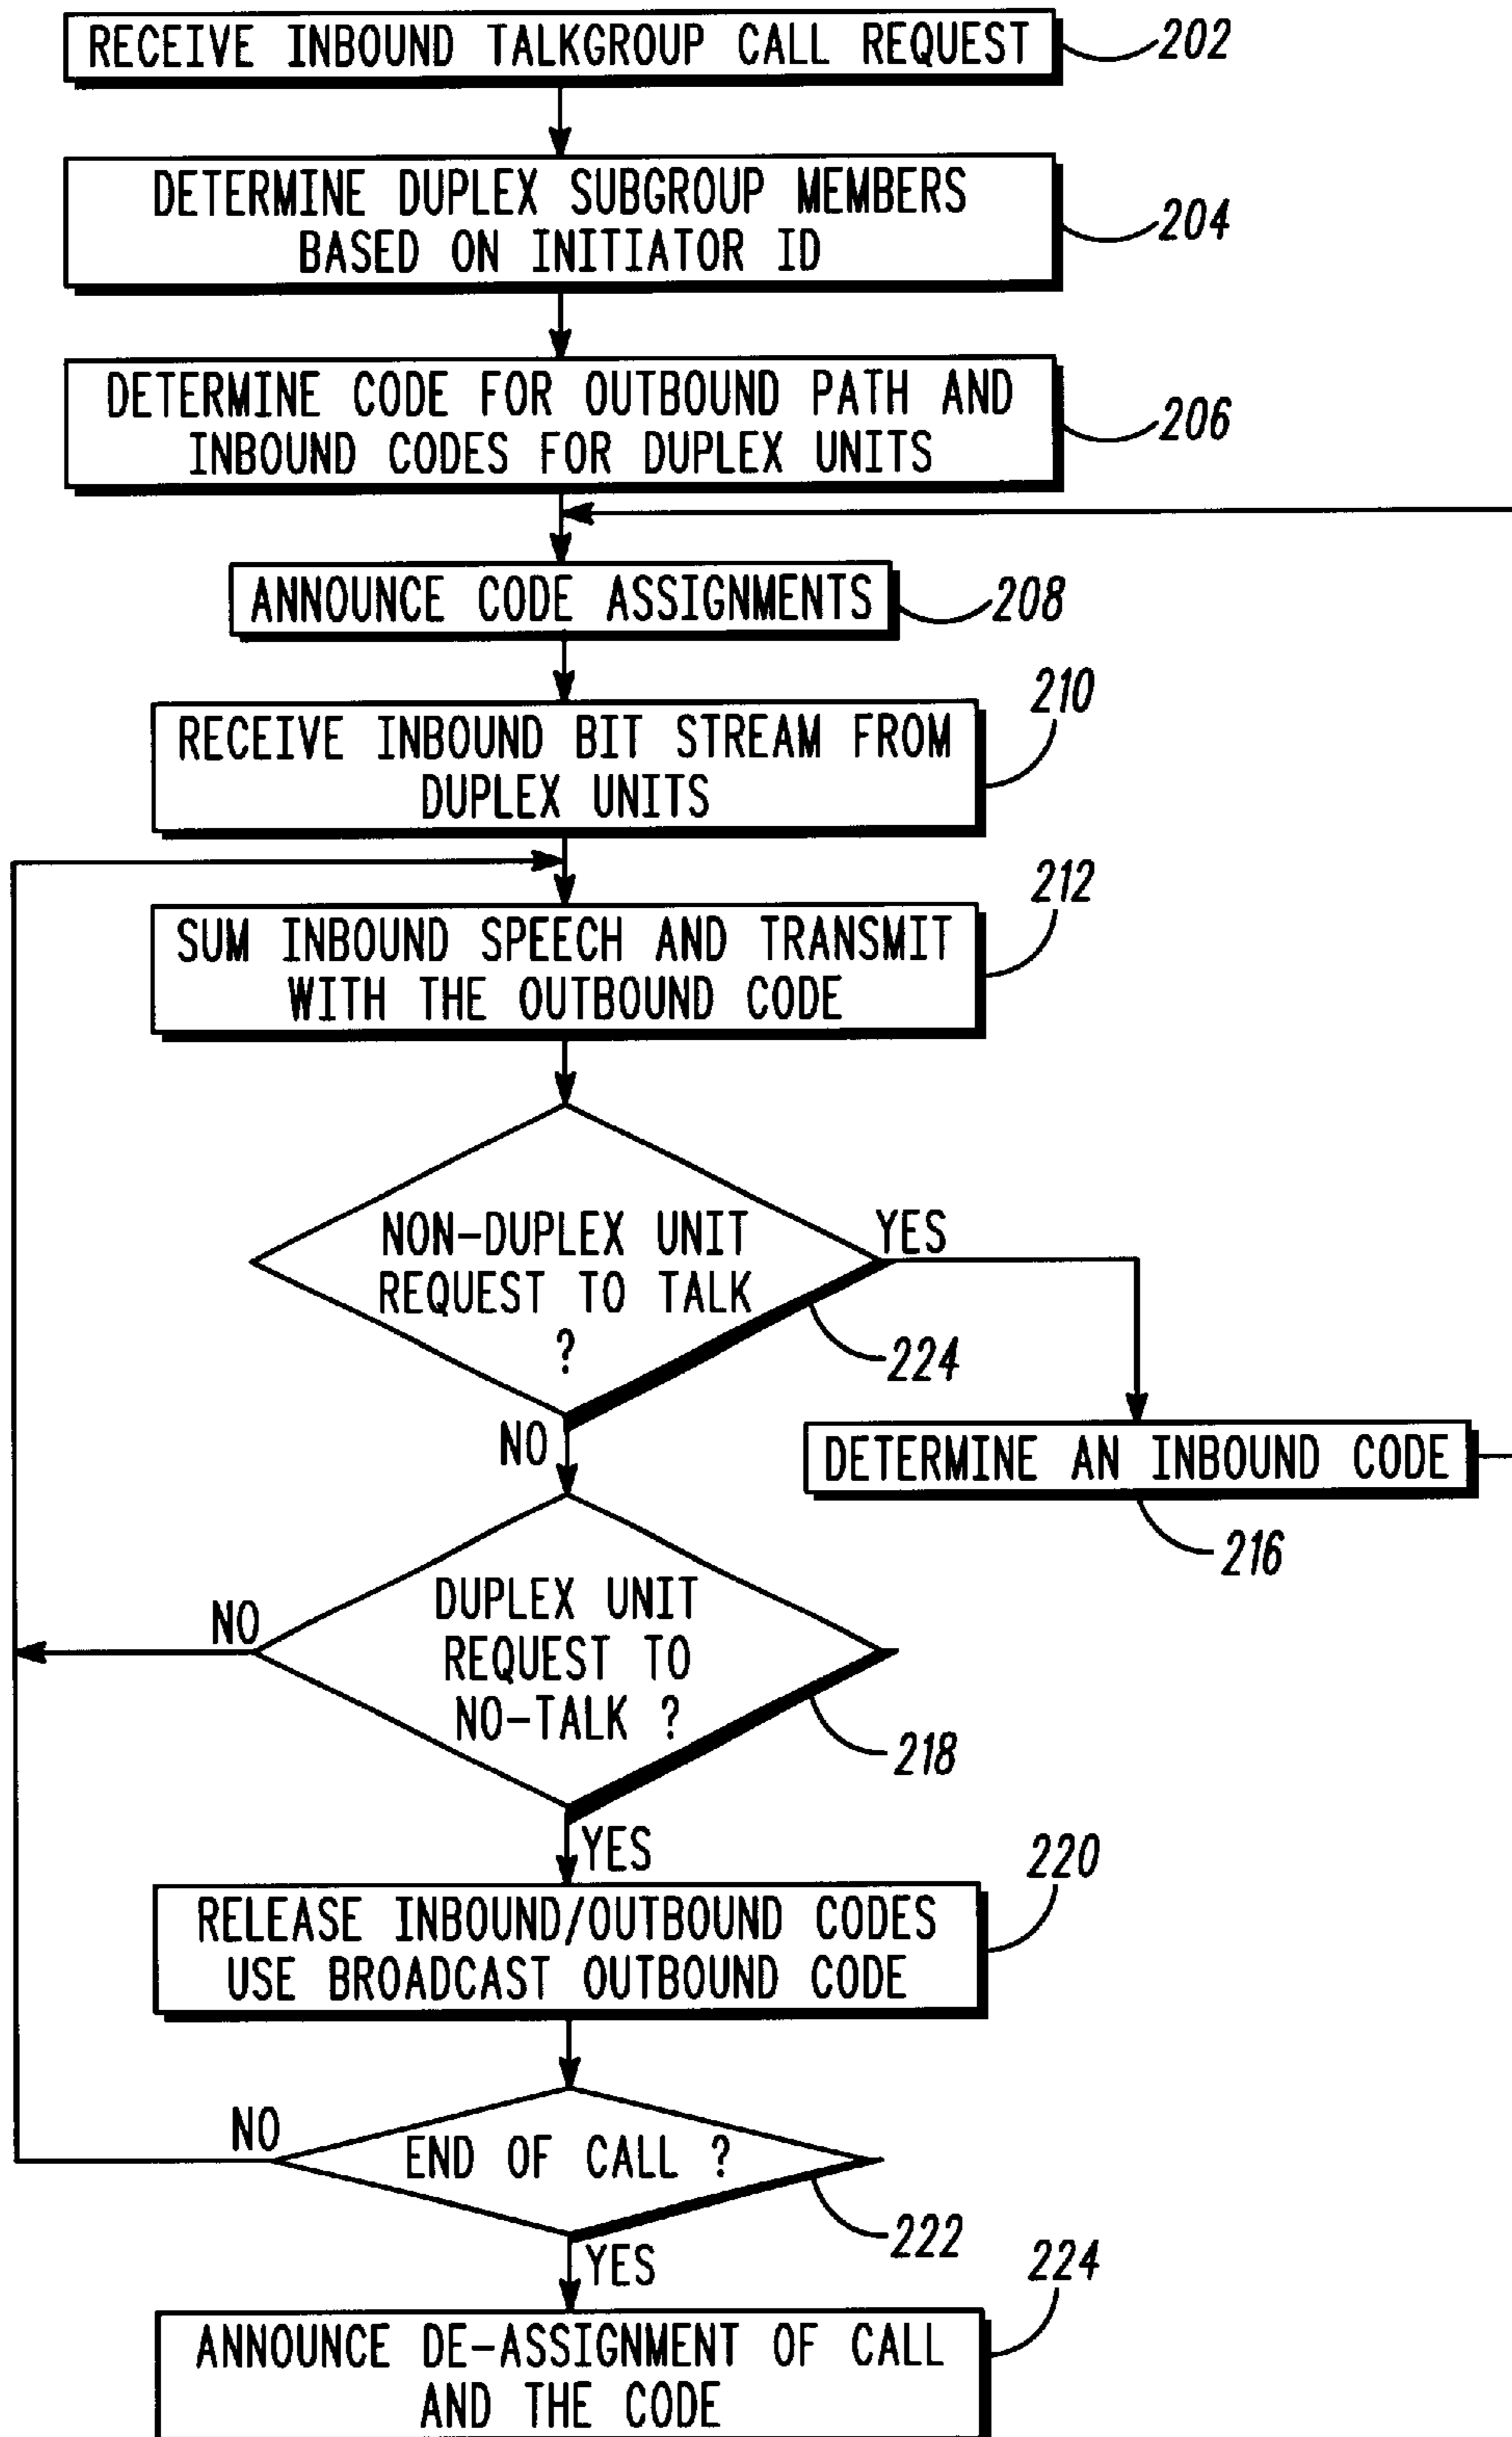 RECEIVE INBOUND TALKGROUP CALL REQUEST
202
DETERMINE DUPLEX SUBGROUP MEMBERS
BASED ON INITIATOR ID
204
DETERMINE CODE FOR OUTBOUND PATH AND
INBOUND CODES FOR DUPLEX UNITS
206
ANNOUNCE CODE ASSIGNMENTS
208
RECEIVE INBOUND BIT STREAM FROM
DUPLEX UNITS
210
SUM INBOUND SPEECH AND TRANSMIT
WITH THE OUTBOUND CODE
212
NON-DUPLEX UNIT
REQUEST TO TALK
?
YES
224
NO
DETERMINE AN INBOUND CODE
216
DUPLEX UNIT
REQUEST TO
NO-TALK ?
NO
218
YES
RELEASE INBOUND/OUTBOUND CODES
USE BROADCAST OUTBOUND CODE
220
END OF CALL ?
NO
222
YES
ANNOUNCE DE-ASSIGNMENT OF CALL
AND THE CODE
224